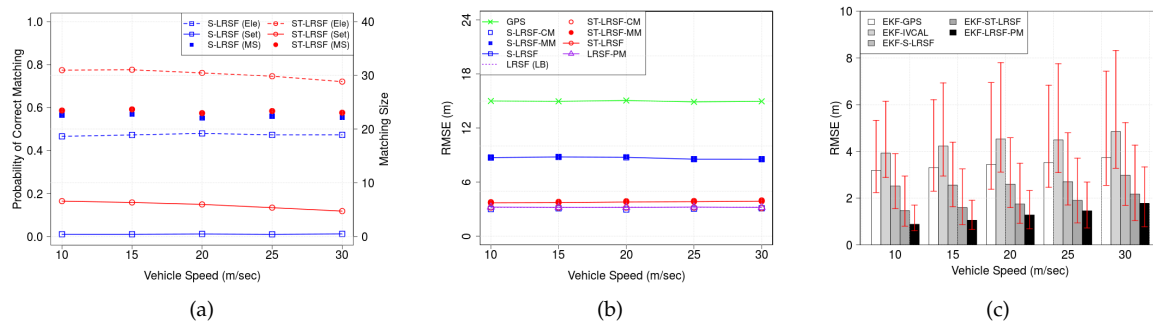 S-LRSF (Ele) ST-LRSF (Ele)
S-LRSF (Set) ST-LRSF (Set)
S-LRSF (MS) ST-LRSF (MS)
Probability of Correct Matching
1.0
0.8
0.6
0.4
0.2
0.0
40
30
20
10
0
Matching Size
10 15 20 25 30
Vehicle Speed (m/sec)
(a)
GPS ST-LRSF-CM
S-LRSF-CM ST-LRSF-MM
S-LRSF-MM ST-LRSF
S-LRSF LRSF-PM
LRSF (LB)
RMSE (m)
24
18
12
6
0
10 15 20 25 30
Vehicle Speed (m/sec)
(b)
EKF-GPS EKF-ST-LRSF
EKF-IVCAL EKF-LRSF-PM
EKF-S-LRSF
RMSE (m)
10
8
6
4
2
0
10 15 20 25 30
Vehicle Speed (m/sec)
(c)